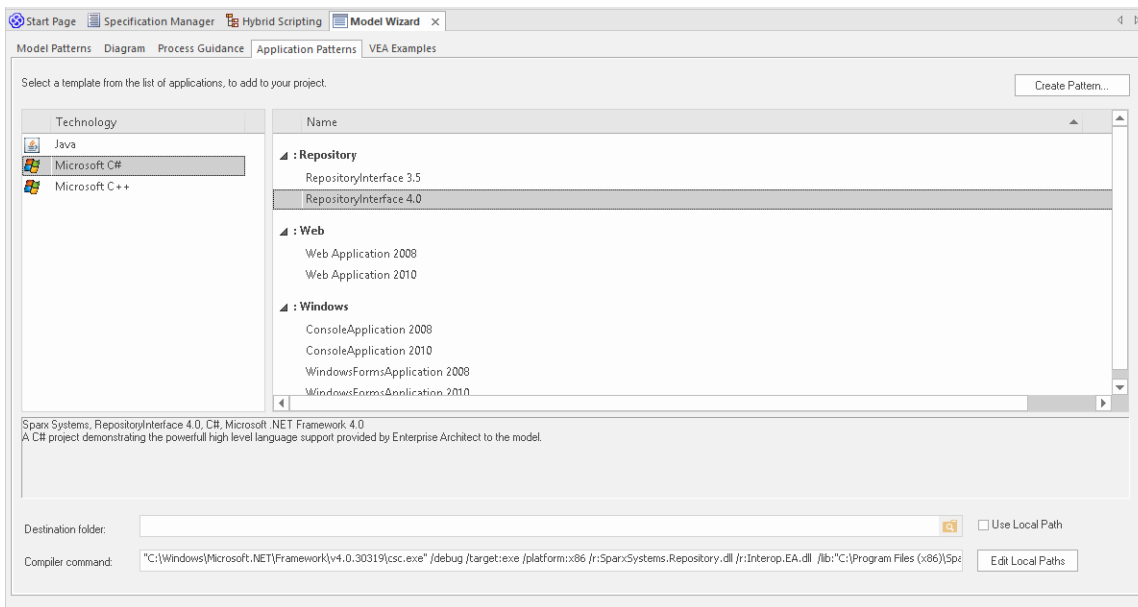 Start Page Specification Manager Hybrid Scripting Model Wizard
Model Patterns Diagram Process Guidance Application Patterns VEA Examples
Select a template from the list of applications, to add to your project.
Create Pattern...
Technology
Java
Microsoft C#
Microsoft C++
Name
: Repository
RepositoryInterface 3.5
RepositoryInterface 4.0
: Web
Web Application 2008
Web Application 2010
: Windows
ConsoleApplication 2008
ConsoleApplication 2010
WindowsFormsApplication 2008
WindowsFormsApplication 2010
Sparx Systems, RepositoryInterface 4.0, C#, Microsoft .NET Framework 4.0
A C# project demonstrating the powerfull high level language support provided by Enterprise Architect to the model.
Destination folder:
Use Local Path
Compiler command:
"C:\Windows\Microsoft.NET\Framework\v4.0.30319\csc.exe" /debug /target:exe /platform:x86 /r:SparxSystems.Repository.dll /r:Interop.EA.dll /lib:"C:\Program Files (x86)\Spa
Edit Local Paths